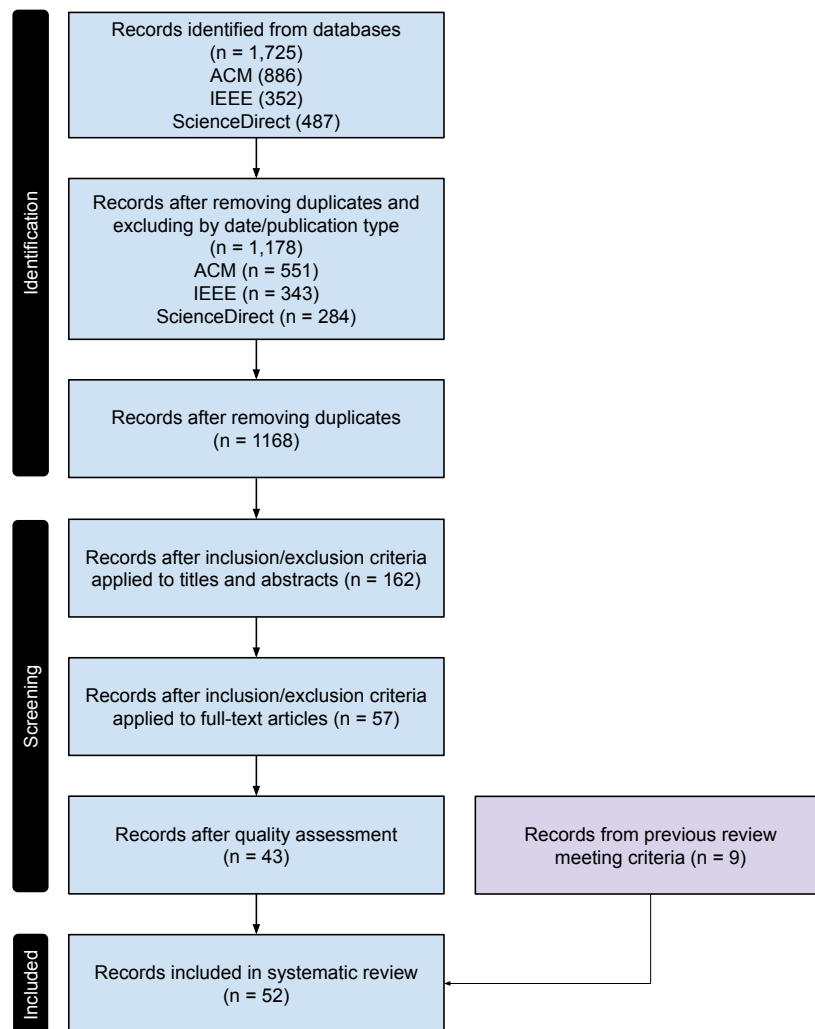 Identification
Records identified from databases
(n = 1,725)
ACM (886)
IEEE (352)
ScienceDirect (487)
Records after removing duplicates and
excluding by date/publication type
(n = 1,178)
ACM (n = 551)
IEEE (n = 343)
ScienceDirect (n = 284)
Records after removing duplicates
(n = 1168)
Screening
Records after inclusion/exclusion criteria
applied to titles and abstracts (n = 162)
Records after inclusion/exclusion criteria
applied to full-text articles (n = 57)
Records after quality assessment
(n = 43)
Records from previous review
meeting criteria (n = 9)
Included
Records included in systematic review
(n = 52)